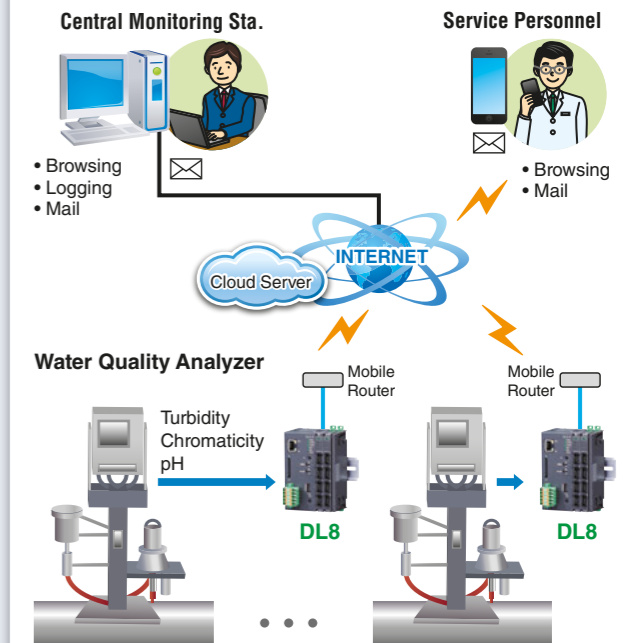 Central Monitoring Sta.
Service Personnel
• Browsing
• Logging
• Mail
• Browsing
• Mail
INTERNET
Cloud Server
Water Quality Analyzer
Mobile
Router
Mobile
Router
Turbidity
Chromaticity
pH
DL8
DL8